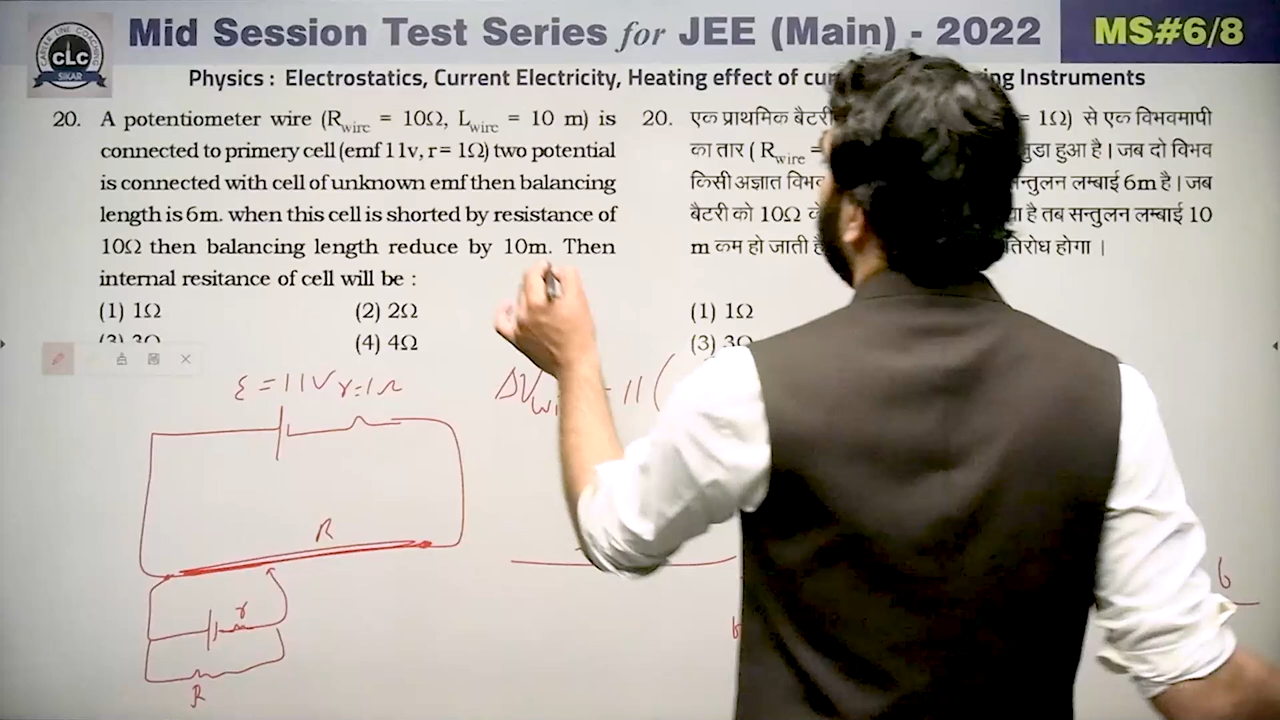 Mid Session Test Series for JEE (Main) - 2022
MS#6/8
CLC
SIKAR
Physics : Electrostatics, Current Electricity, Heating effect of
Instruments
20. A potentiometer wire (Rwire = 10Ω, Lwire = 10 m) is
connected to primery cell (emf 11v, r = 1Ω) two potential
is connected with cell of unknown emf then balancing
length is 6m. when this cell is shorted by resistance of
10Ω then balancing length reduce by 10m. Then
internal resitance of cell will be :
(1) 1Ω (2) 2Ω
(4) 4Ω
20. एक प्राथमिक = 1Ω) से एक विभवमापी
का तार ( Rwire = जुडा हुआ है। जब दो विभव
किसी अज्ञात सन्तुलन लम्बाई 6m है। जब
बैटरी को 10Ω है तब सन्तुलन लम्बाई 10
m कम हो जाती होगा ।
(1) 1Ω
(3)
ε = 11V r=1Ω
= 11 (
R
r
R
6